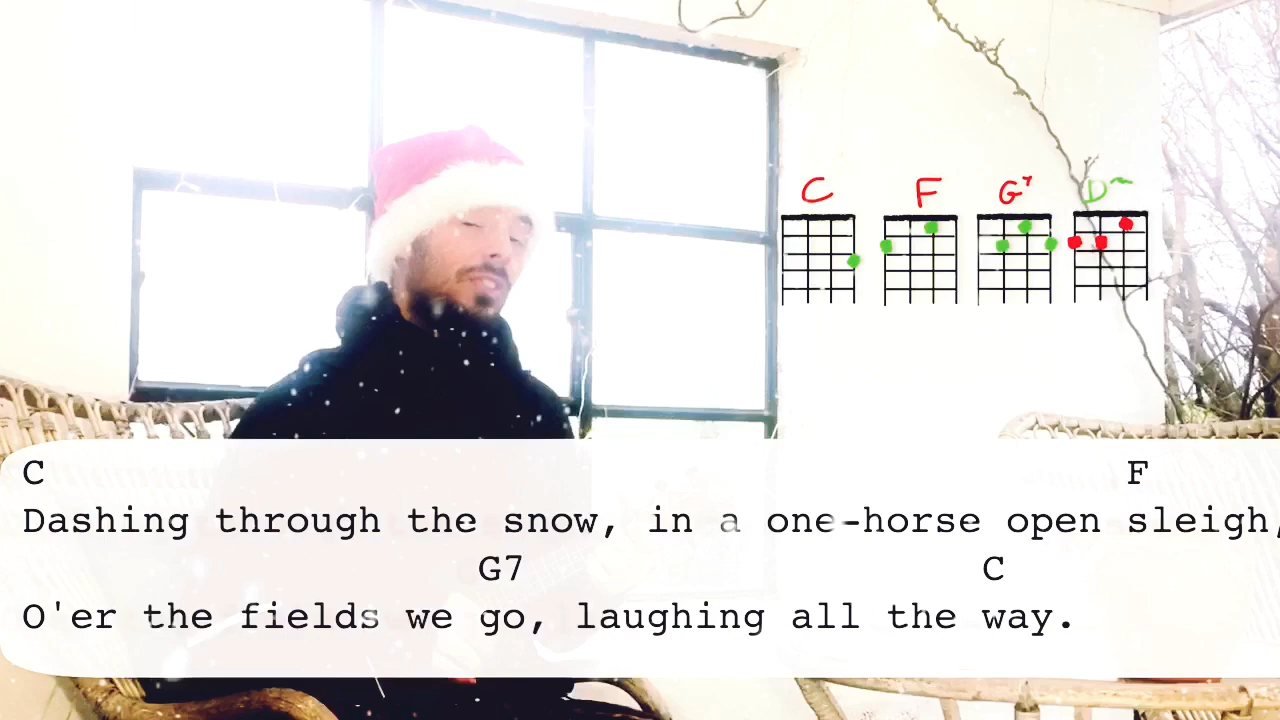 C F G7 Dm
C F
Dashing through the snow, in a one-horse open sleigh,
G7 C
O'er the fields we go, laughing all the way.